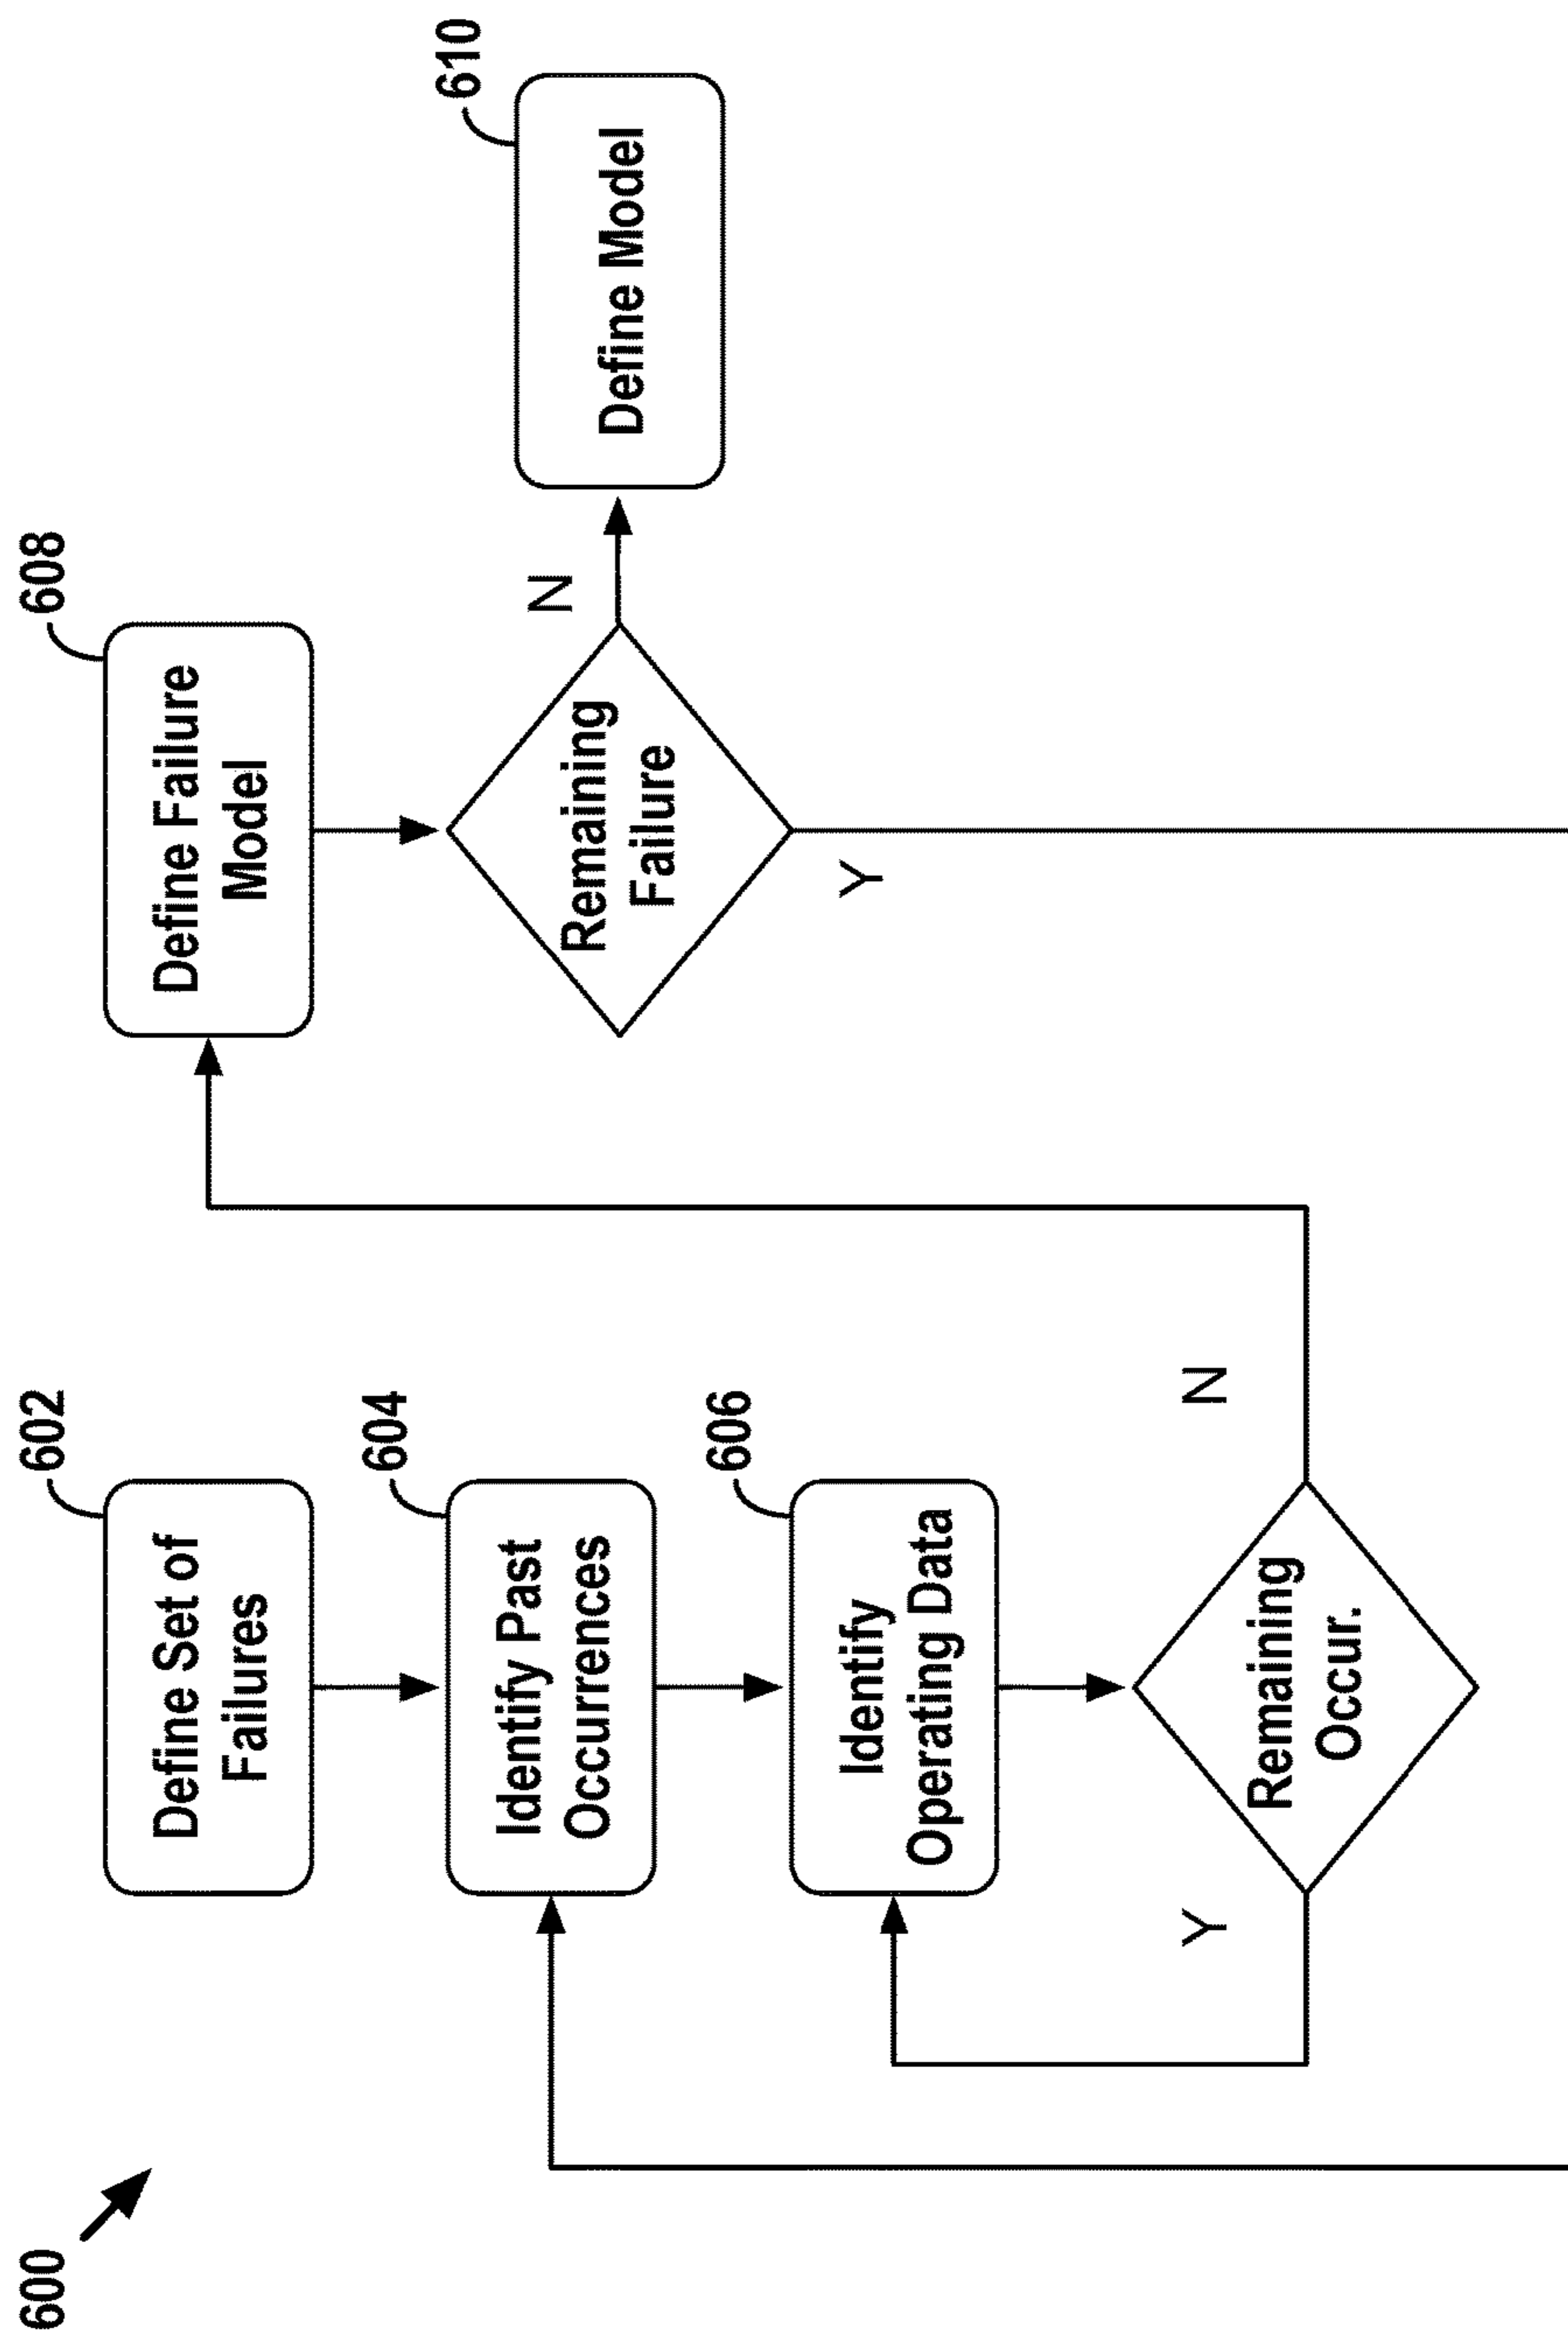 600
602
Define Set of
Failures
604
Identify Past
Occurrences
606
Identify
Operating Data
Remaining
Occur.
Y
N
608
Define Failure
Model
Remaining
Failure
Y
N
610
Define Model